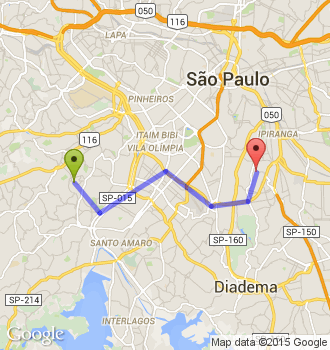 050
116
LAPA
116
São Paulo
PINHEIROS
050
116
ITAIM BIBI
VILA OLÍMPIA
IPIRANGA
SP-015
SP-150
SANTO AMARO
SP-160
Diadema
SP-214
INTERLAGOS
Google
Map data ©2015 Google